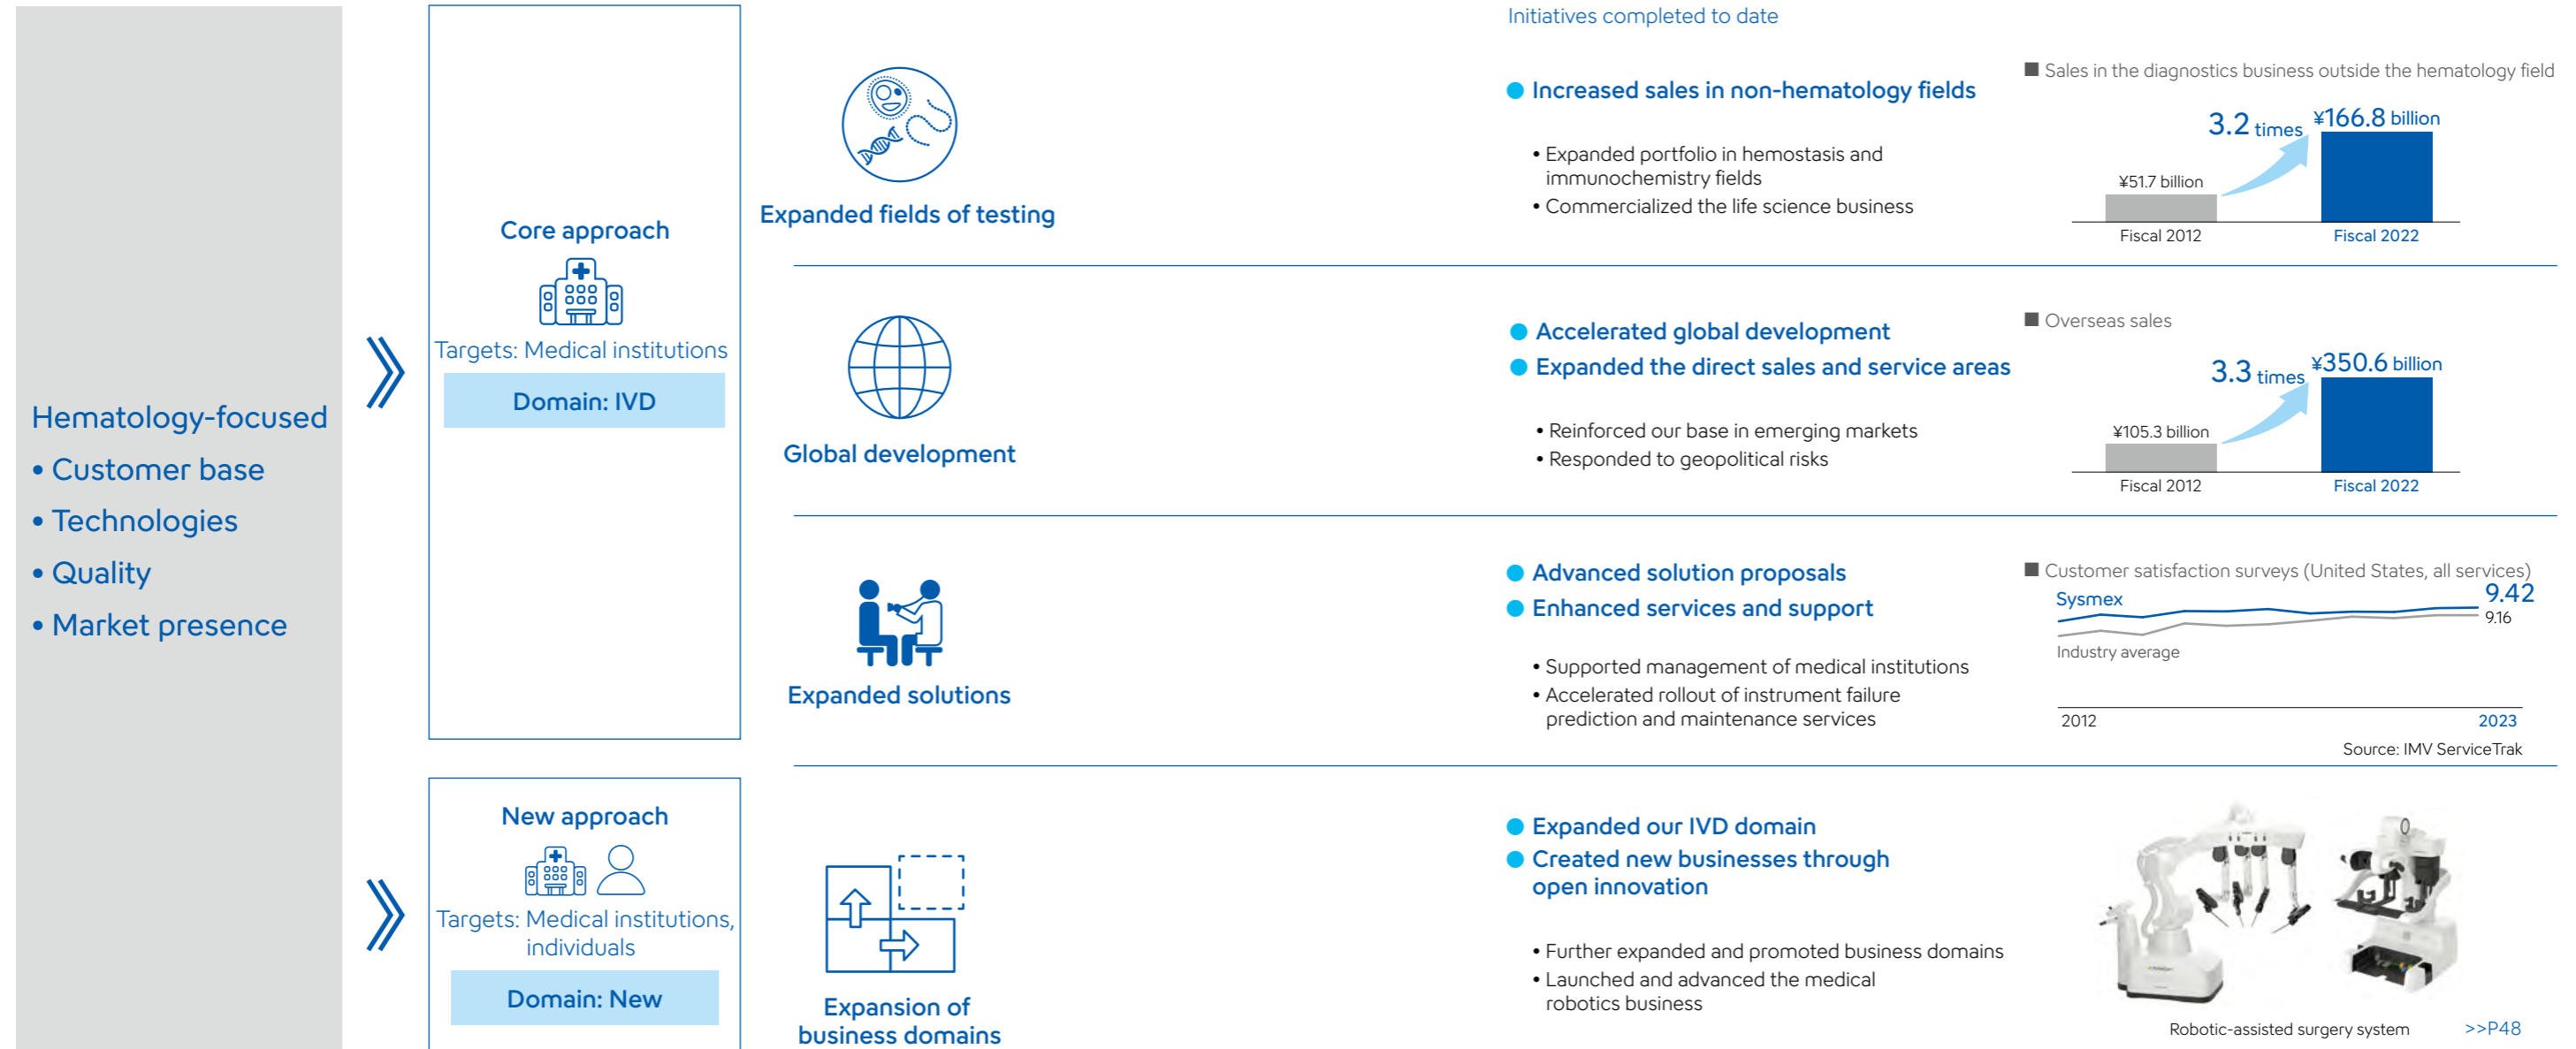 Hematology-focused
• Customer base
• Technologies
• Quality
• Market presence
Core approach
Targets: Medical institutions
Domain: IVD
New approach
Targets: Medical institutions,
individuals
Domain: New
Initiatives completed to date
Expanded fields of testing
● Increased sales in non-hematology fields
• Expanded portfolio in hemostasis and
immunochemistry fields
• Commercialized the life science business
■ Sales in the diagnostics business outside the hematology field
3.2 times
¥166.8 billion
¥51.7 billion
Fiscal 2012
Fiscal 2022
Global development
● Accelerated global development
● Expanded the direct sales and service areas
• Reinforced our base in emerging markets
• Responded to geopolitical risks
■ Overseas sales
3.3 times
¥350.6 billion
¥105.3 billion
Fiscal 2012
Fiscal 2022
Expanded solutions
● Advanced solution proposals
● Enhanced services and support
• Supported management of medical institutions
• Accelerated rollout of instrument failure
prediction and maintenance services
■ Customer satisfaction surveys (United States, all services)
Sysmex
9.42
9.16
Industry average
2012
2023
Source: IMV ServiceTrak
Expansion of
business domains
● Expanded our IVD domain
● Created new businesses through
open innovation
• Further expanded and promoted business domains
• Launched and advanced the medical
robotics business
Robotic-assisted surgery system
>>P48